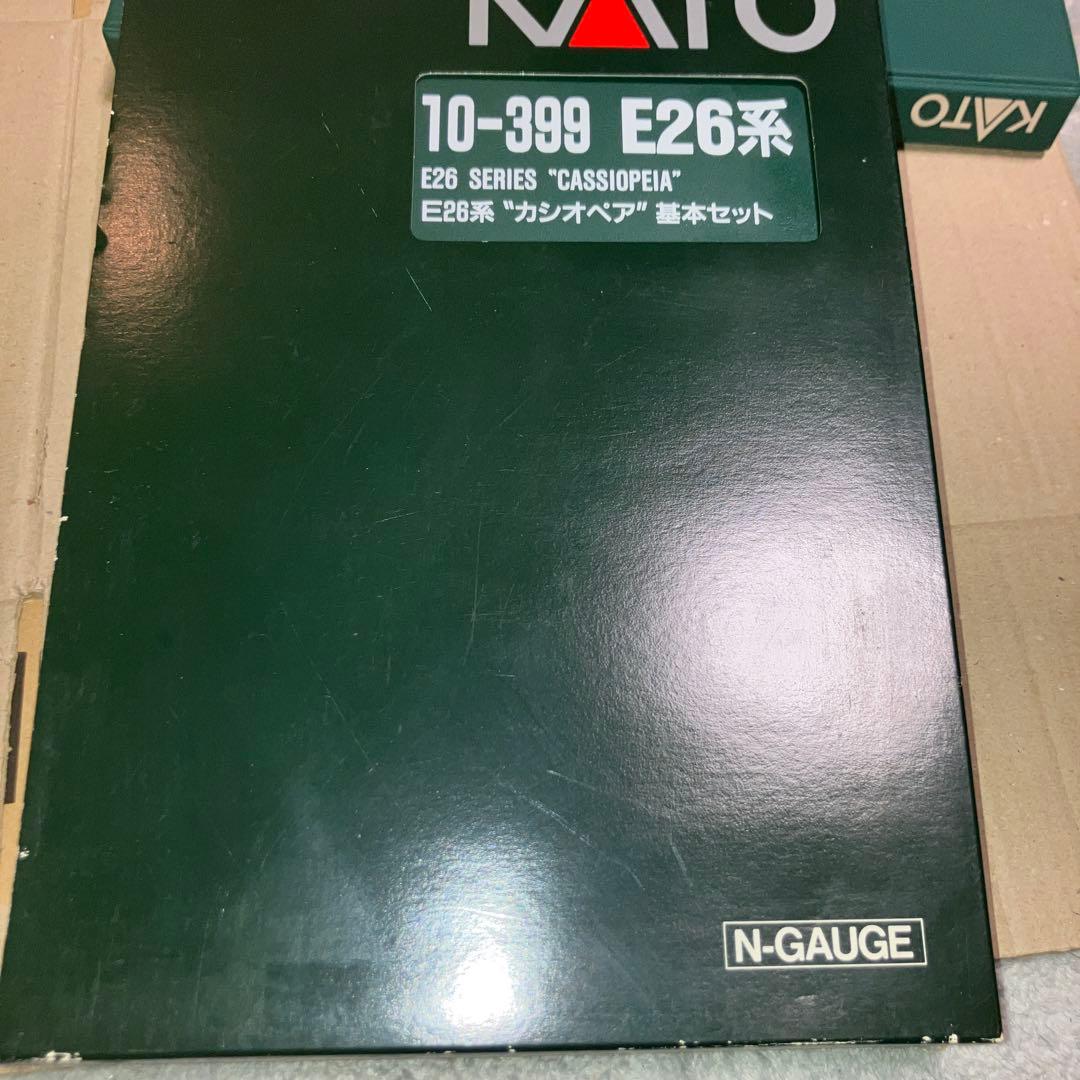 KATO
KATO
10-399 E26系
E26 SERIES "CASSIOPEIA"
E26系 "カシオペア" 基本セット
N-GAUGE